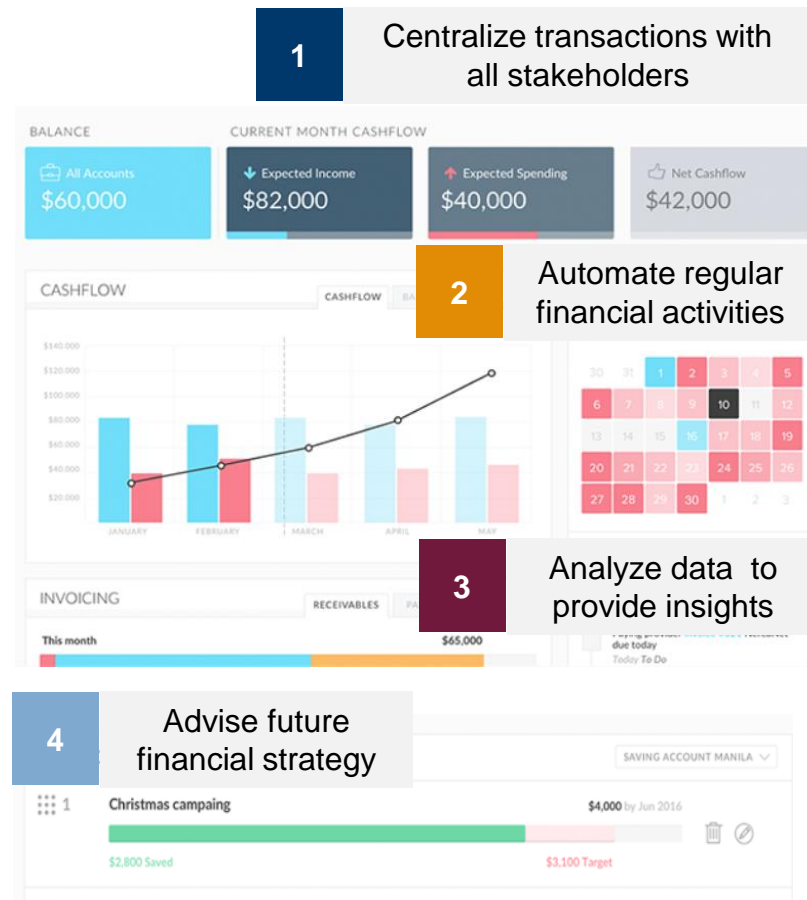 1
Centralize transactions with
all stakeholders
BALANCE
CURRENT MONTH CASHFLOW
All Accounts
$60,000
Expected Income
$82,000
Expected Spending
$40,000
Net Cashflow
$42,000
2
Automate regular
financial activities
CASHFLOW
CASHFLOW
$140.000
$120.000
$100.000
$80.000
$60.000
$40.000
$20.000
JANUARY
FEBRUARY
MARCH
APRIL
MAY
30 31 1 2 3 4 5
6 7 8 9 10 11 12
13 14 15 16 17 18 19
20 21 22 23 24 25 26
27 28 29 30 1 2 3
3
Analyze data to
provide insights
INVOICING
RECEIVABLES
This month
$65,000
due today
Today To Do
4
Advise future
financial strategy
SAVING ACCOUNT MANILA
1
Christmas campaing
$4,000 by Jun 2016
$2,800 Saved
$3,100 Target